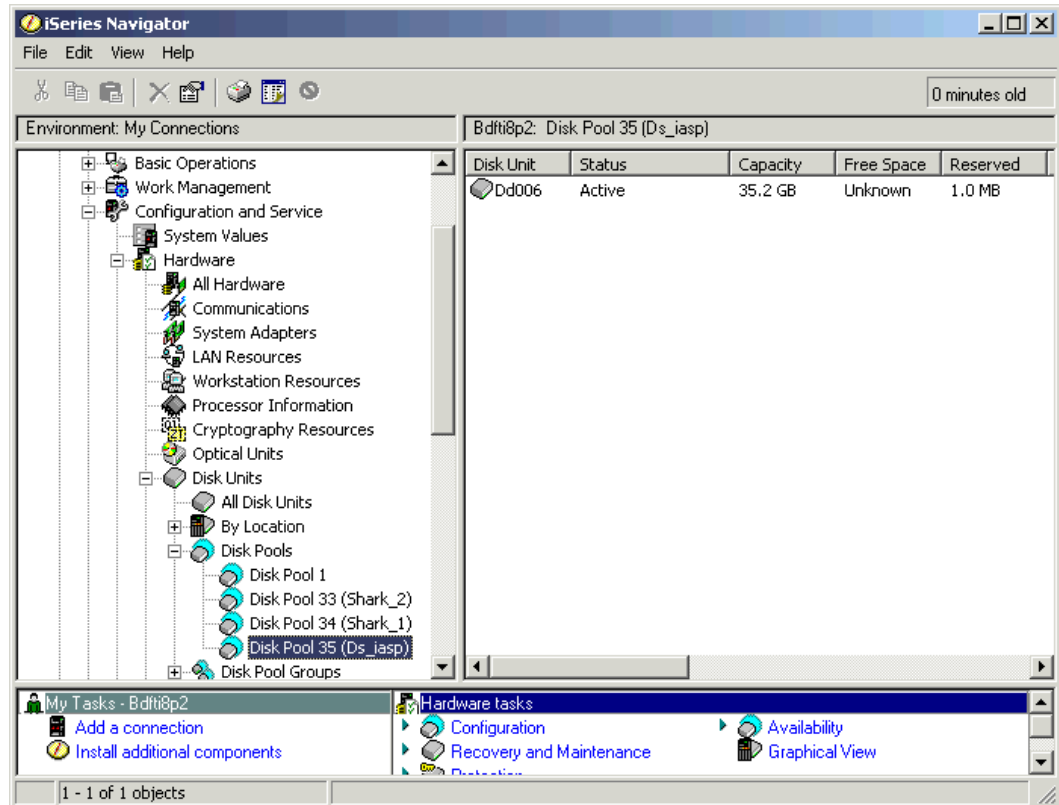 iSeries Navigator
File Edit View Help
0 minutes old
Environment: My Connections
Bdfti8p2: Disk Pool 35 (Ds_iasp)
Basic Operations
Work Management
Configuration and Service
System Values
Hardware
All Hardware
Communications
System Adapters
LAN Resources
Workstation Resources
Processor Information
Cryptography Resources
Optical Units
Disk Units
All Disk Units
By Location
Disk Pools
Disk Pool 1
Disk Pool 33 (Shark_2)
Disk Pool 34 (Shark_1)
Disk Pool 35 (Ds_iasp)
Disk Pool Groups
Disk Unit Status Capacity Free Space Reserved
Dd006 Active 35.2 GB Unknown 1.0 MB
My Tasks - Bdfti8p2
Add a connection
Install additional components
Hardware tasks
Configuration Availability
Recovery and Maintenance Graphical View
1 - 1 of 1 objects